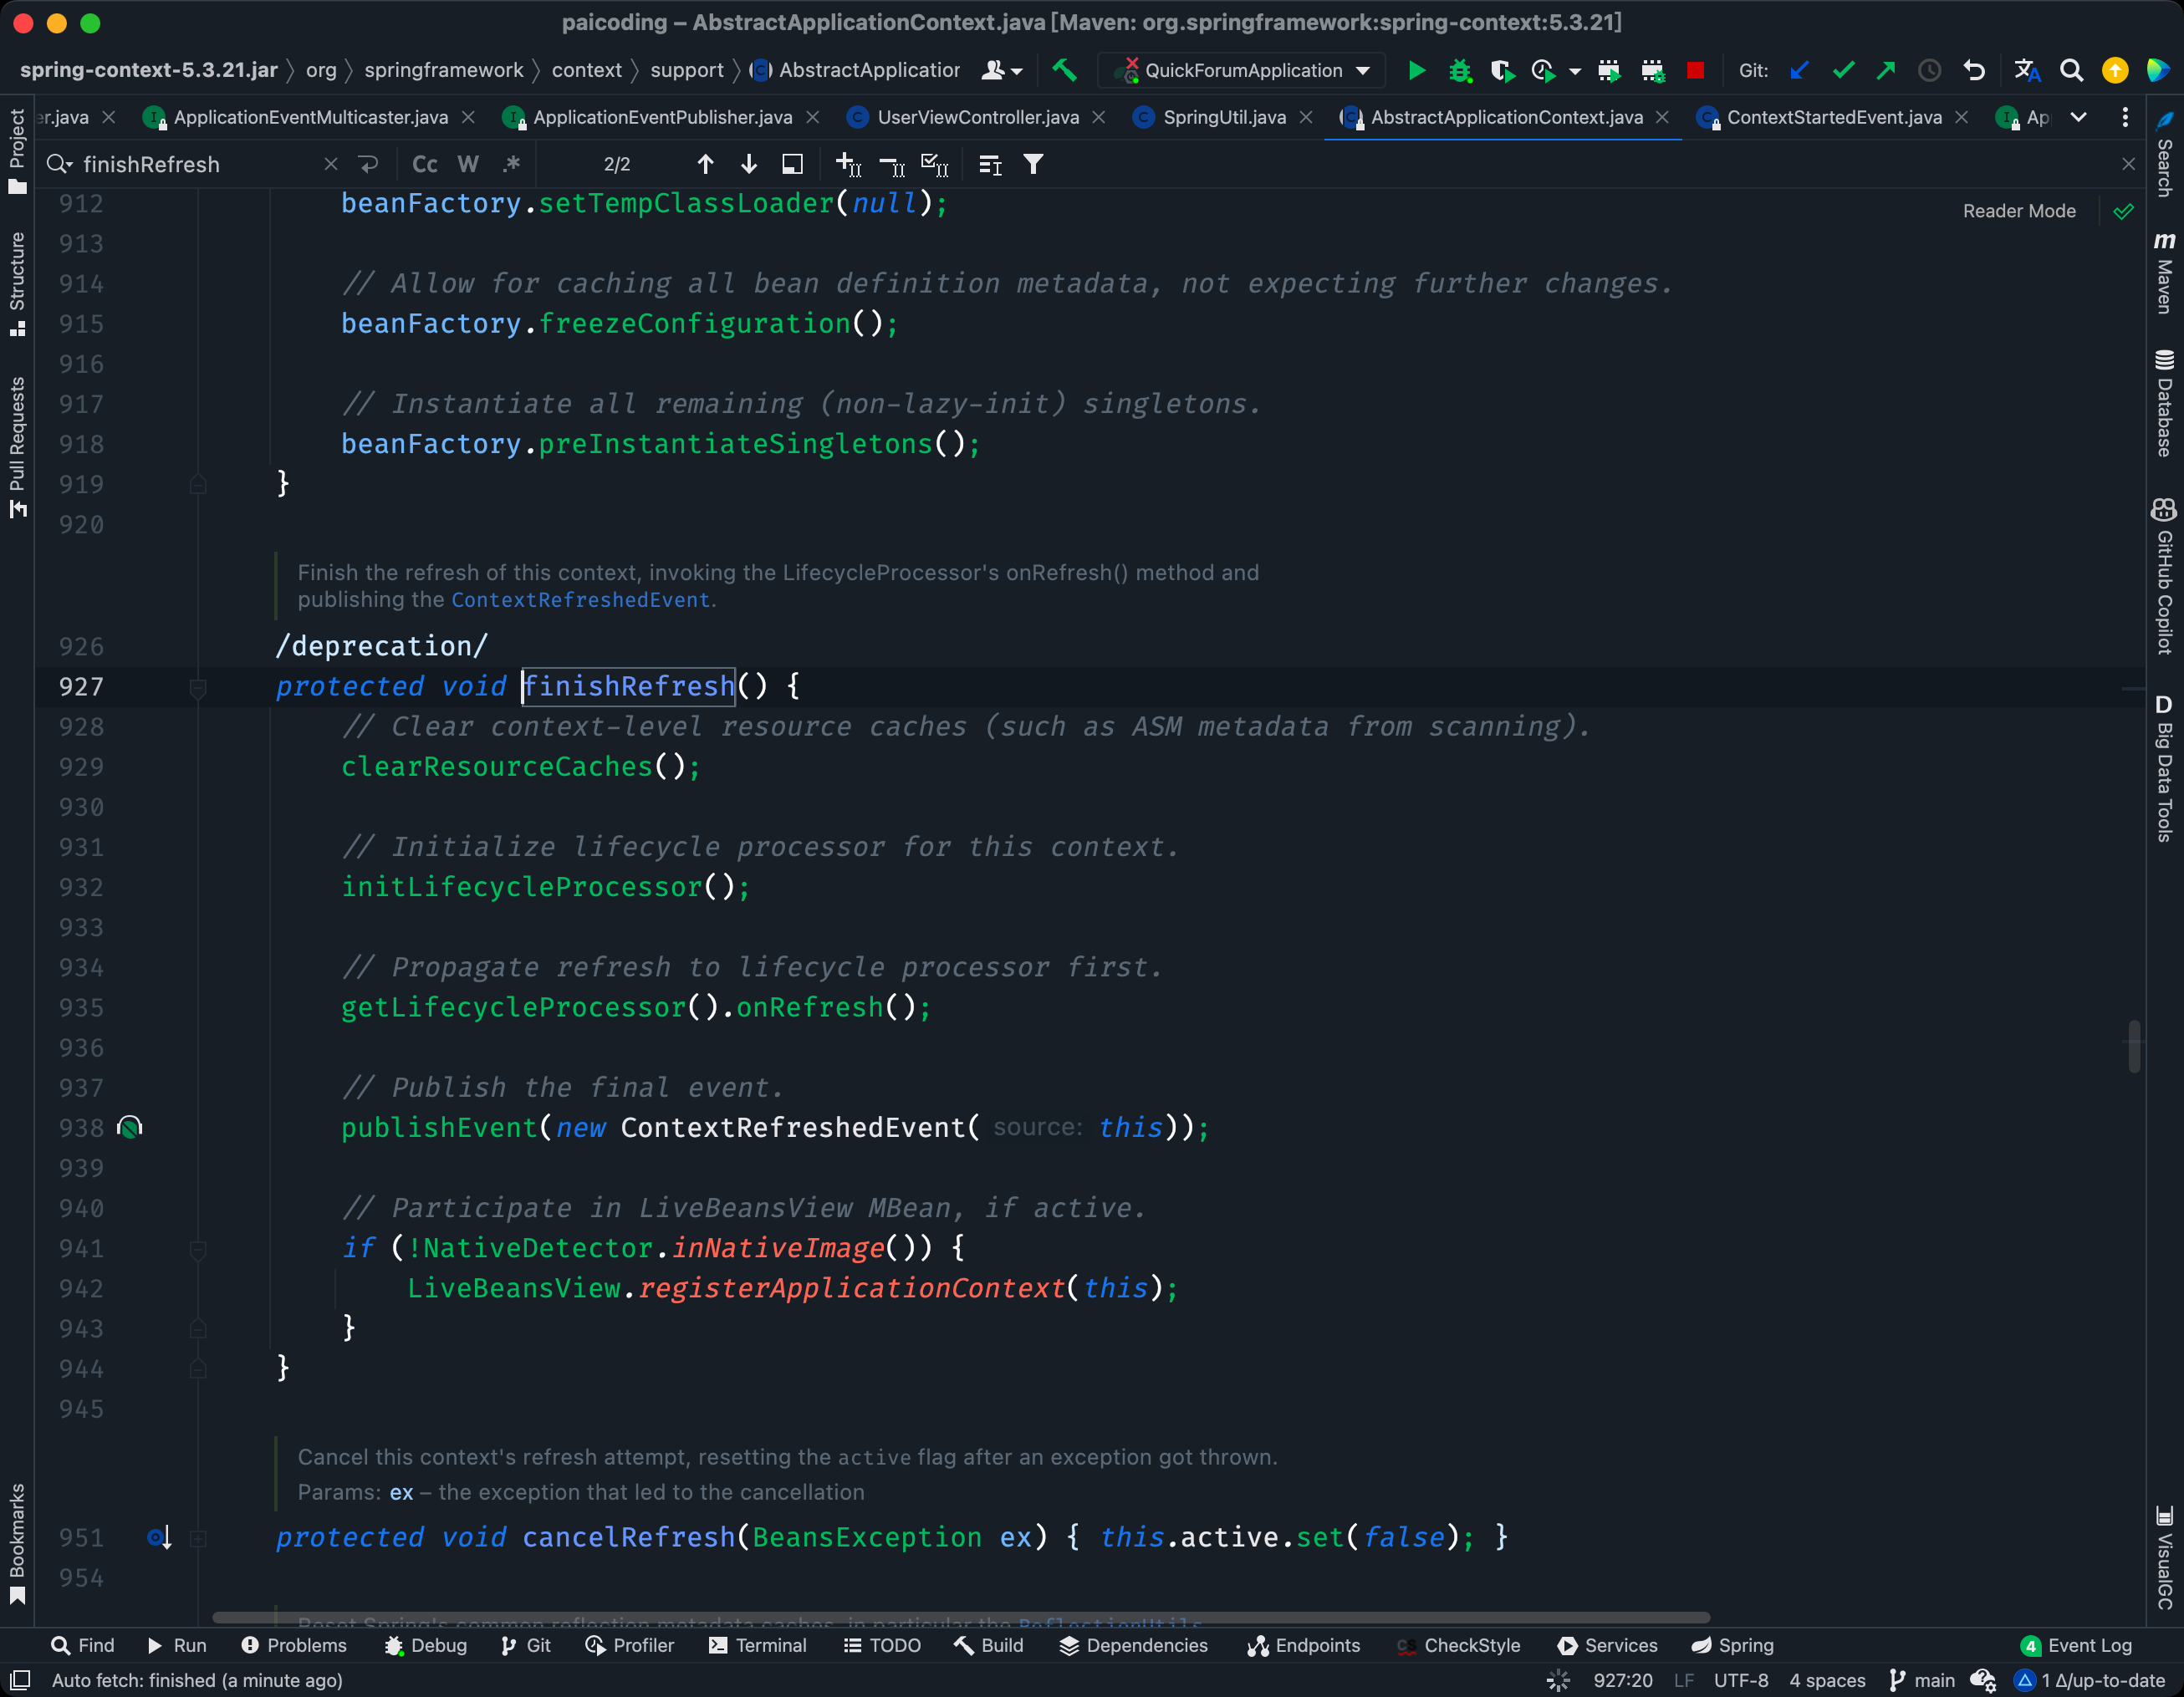 paicoding – AbstractApplicationContext.java [Maven: org.springframework:spring-context:5.3.21]
spring-context-5.3.21.jar 〉 org 〉 springframework 〉 context 〉 support 〉 AbstractApplication QuickForumApplication Git:
er.java ApplicationEventMulticaster.java ApplicationEventPublisher.java UserViewController.java SpringUtil.java AbstractApplicationContext.java ContextStartedEvent.java Ap
finishRefresh Cc W .* 2/2
Reader Mode
912 beanFactory.setTempClassLoader(null);
913
914 // Allow for caching all bean definition metadata, not expecting further changes.
915 beanFactory.freezeConfiguration();
916
917 // Instantiate all remaining (non-lazy-init) singletons.
918 beanFactory.preInstantiateSingletons();
919 }
920
Finish the refresh of this context, invoking the LifecycleProcessor's onRefresh() method and
publishing the ContextRefreshedEvent.
926 /deprecation/
927 protected void finishRefresh() {
928 // Clear context-level resource caches (such as ASM metadata from scanning).
929 clearResourceCaches();
930
931 // Initialize lifecycle processor for this context.
932 initLifecycleProcessor();
933
934 // Propagate refresh to lifecycle processor first.
935 getLifecycleProcessor().onRefresh();
936
937 // Publish the final event.
938 publishEvent(new ContextRefreshedEvent( source: this));
939
940 // Participate in LiveBeansView MBean, if active.
941 if (!NativeDetector.inNativeImage()) {
942 LiveBeansView.registerApplicationContext(this);
943 }
944 }
945
Cancel this context's refresh attempt, resetting the active flag after an exception got thrown.
Params: ex – the exception that led to the cancellation
951 protected void cancelRefresh(BeansException ex) { this.active.set(false); }
954
Reset Spring's common reflection metadata caches, in particular the ReflectionUtils
Project
Structure
Pull Requests
Bookmarks
Search
m Maven
Database
GitHub Copilot
D Big Data Tools
VisualGC
Find Run Problems Debug Git Profiler Terminal TODO Build Dependencies Endpoints CheckStyle Services Spring 4 Event Log
Auto fetch: finished (a minute ago) 927:20 LF UTF-8 4 spaces main 1 Δ/up-to-date